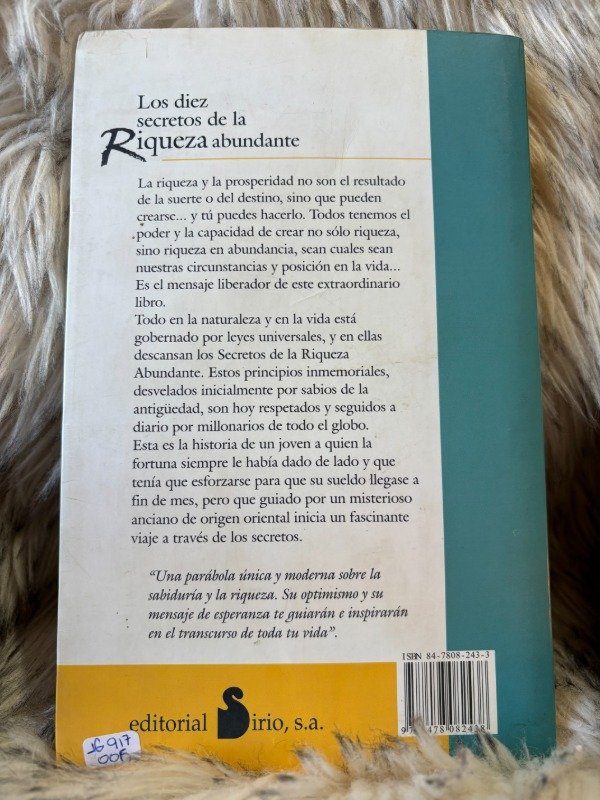 Los diez
secretos de la
Riqueza abundante
La riqueza y la prosperidad no son el resultado
de la suerte o del destino, sino que pueden
crearse... y tú puedes hacerlo. Todos tenemos el
poder y la capacidad de crear no sólo riqueza,
sino riqueza en abundancia, sean cuales sean
nuestras circunstancias y posición en la vida...
Es el mensaje liberador de este extraordinario
libro.
Todo en la naturaleza y en la vida está
gobernado por leyes universales, y en ellas
descansan los Secretos de la Riqueza
Abundante. Estos principios inmemoriales,
desvelados inicialmente por sabios de la
antigüedad, son hoy respetados y seguidos a
diario por millonarios de todo el globo.
Esta es la historia de un joven a quien la
fortuna siempre le había dado de lado y que
tenía que esforzarse para que su sueldo llegase a
fin de mes, pero que guiado por un misterioso
anciano de origen oriental inicia un fascinante
viaje a través de los secretos.
“Una parábola única y moderna sobre la
sabiduría y la riqueza. Su optimismo y su
mensaje de esperanza te guiarán e inspirarán
en el transcurso de toda tu vida”.
ISBN 84-7808-243-3
editorial Sirio, s.a.
JG 917